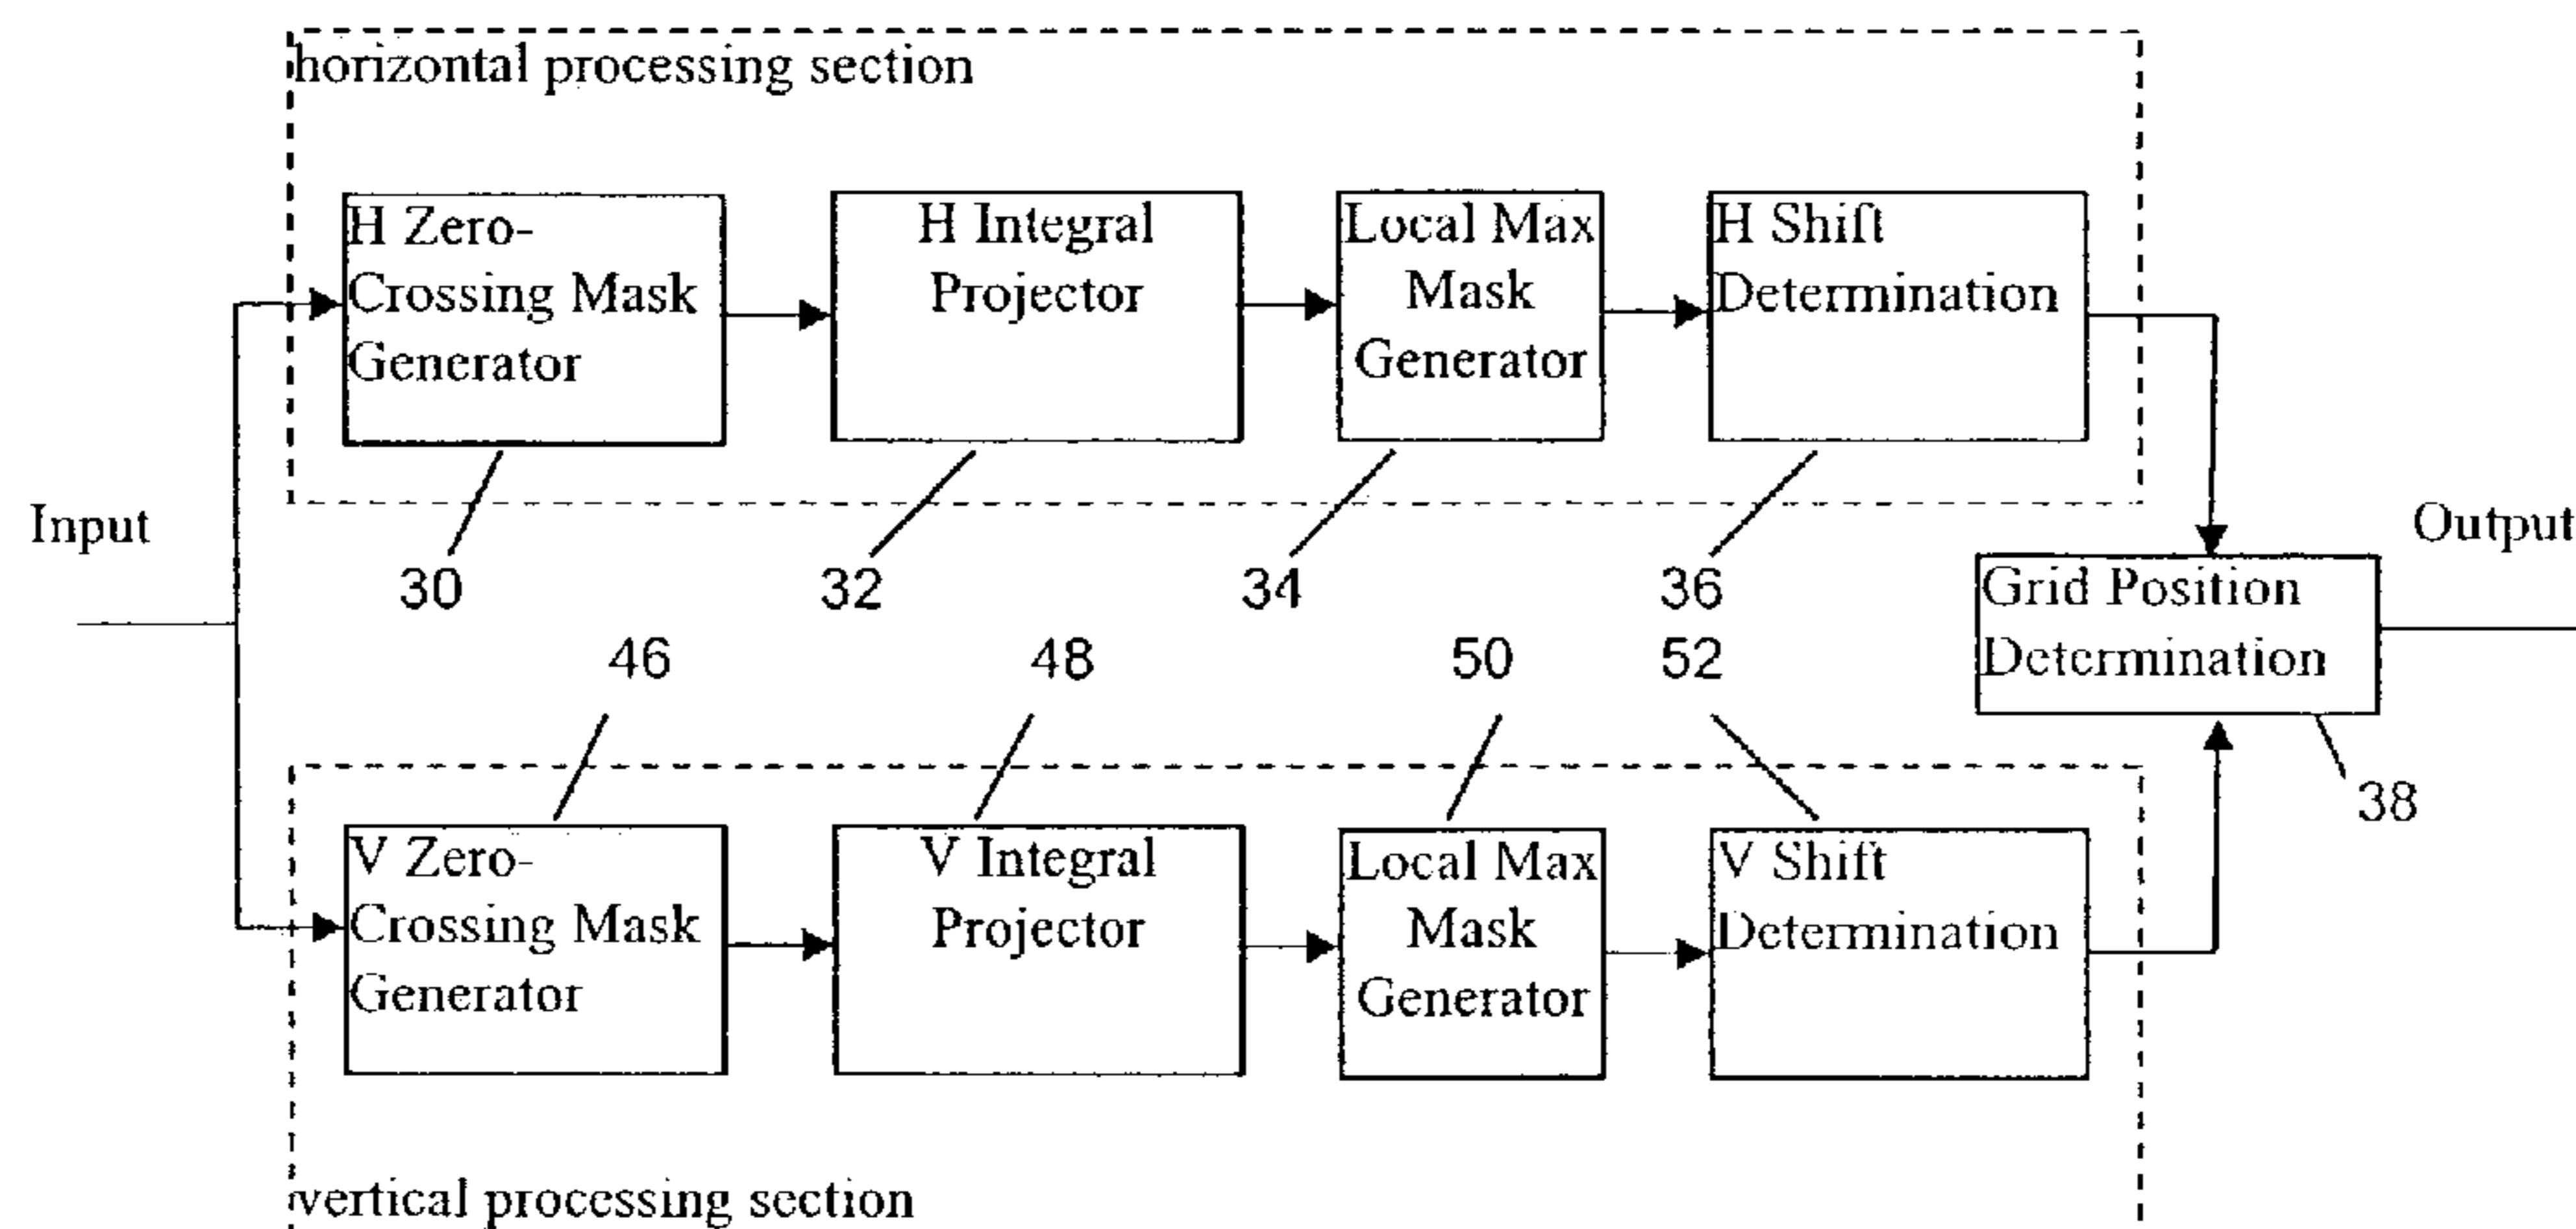 horizontal processing section
H Zero-
Crossing Mask
Generator
H Integral
Projector
Local Max
Mask
Generator
H Shift
Determination
Input
30
32
34
36
Output
Grid Position
Determination
46
48
50
52
38
V Zero-
Crossing Mask
Generator
V Integral
Projector
Local Max
Mask
Generator
V Shift
Determination
vertical processing section